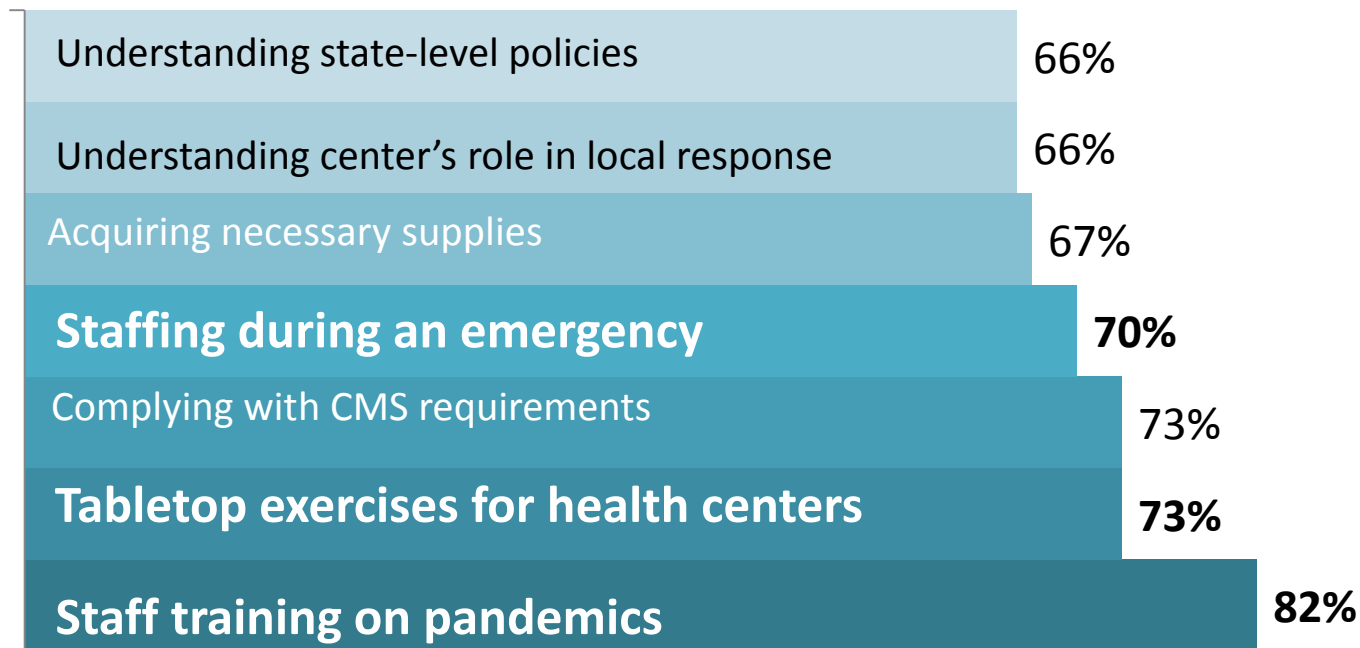 Understanding state-level policies 66%
Understanding center’s role in local response 66%
Acquiring necessary supplies 67%
Staffing during an emergency 70%
Complying with CMS requirements 73%
Tabletop exercises for health centers 73%
Staff training on pandemics 82%